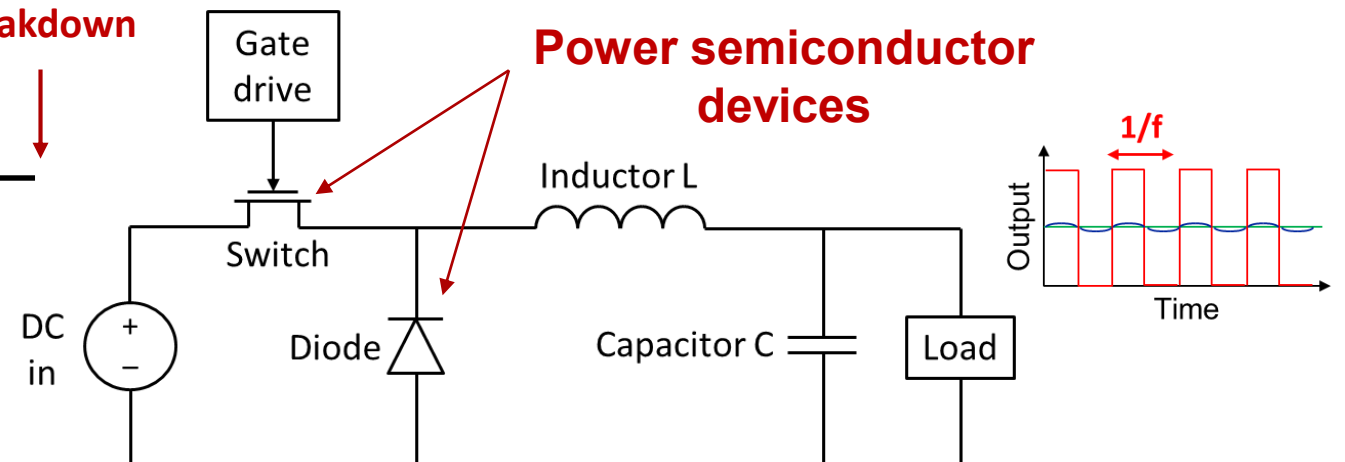 akdown
Gate
drive
Power semiconductor
devices
1/f
Inductor L
Output
Switch
Time
DC
in
+
–
Diode
Capacitor C
Load